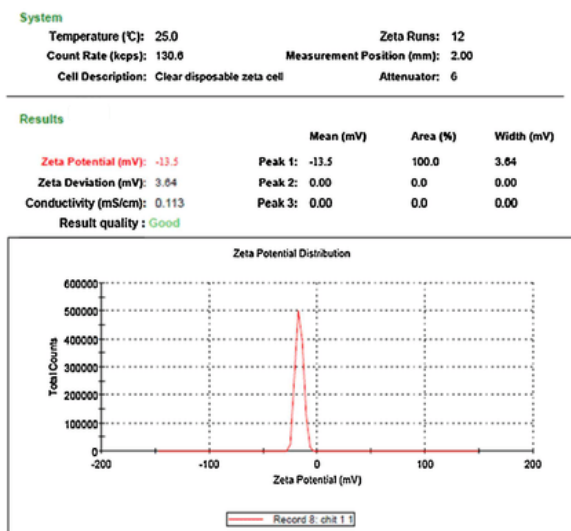 System
Temperature (°C): 25.0 Zeta Runs: 12
Count Rate (kcps): 130.6 Measurement Position (mm): 2.00
Cell Description: Clear disposable zeta cell Attenuator: 6
Results
Mean (mV) Area (%) Width (mV)
Zeta Potential (mV): -13.5 Peak 1: -13.5 100.0 3.64
Zeta Deviation (mV): 3.64 Peak 2: 0.00 0.0 0.00
Conductivity (mS/cm): 0.113 Peak 3: 0.00 0.0 0.00
Result quality : Good
Zeta Potential Distribution
600000
500000
400000
300000
200000
100000
0
Total Counts
-200 -100 0 100 200
Zeta Potential (mV)
Record 8: chit 1 1